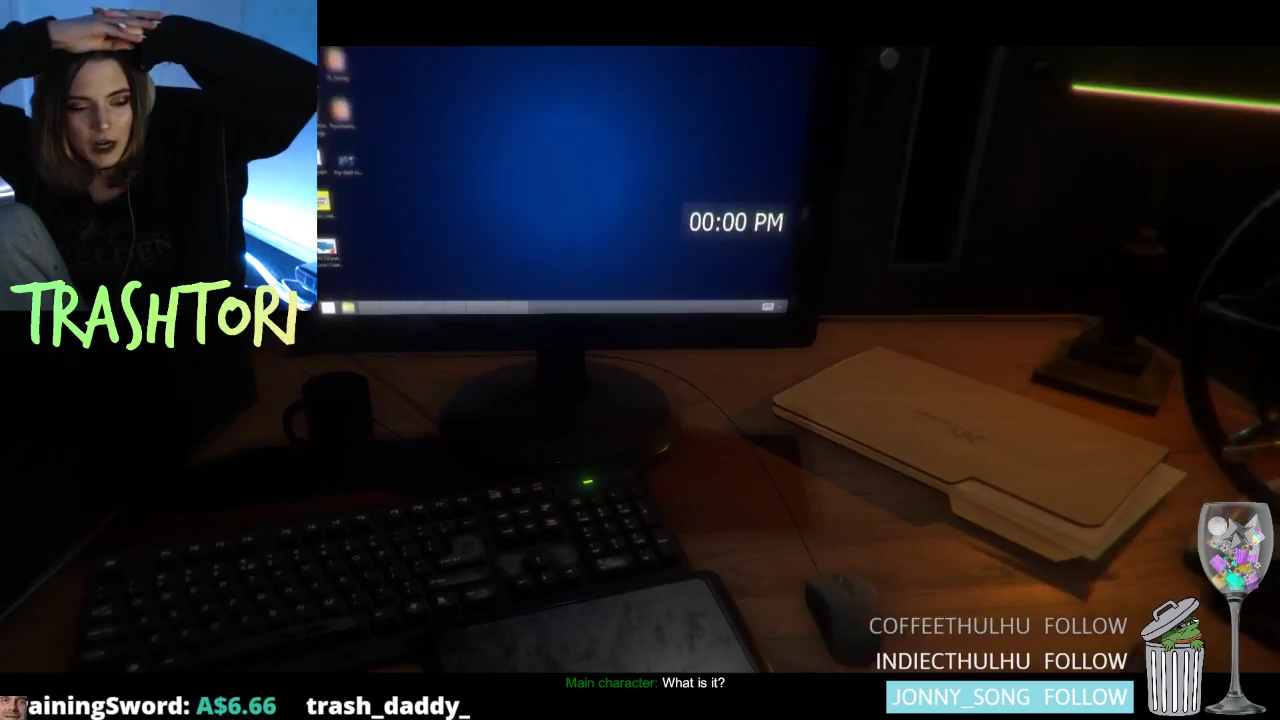 00:00 PM
TRASHTORI
COFFEETHULHU FOLLOW
INDIECTHULHU FOLLOW
JONNY_SONG FOLLOW
Main character: What is it?
ainingSword: A$6.66 trash_daddy_